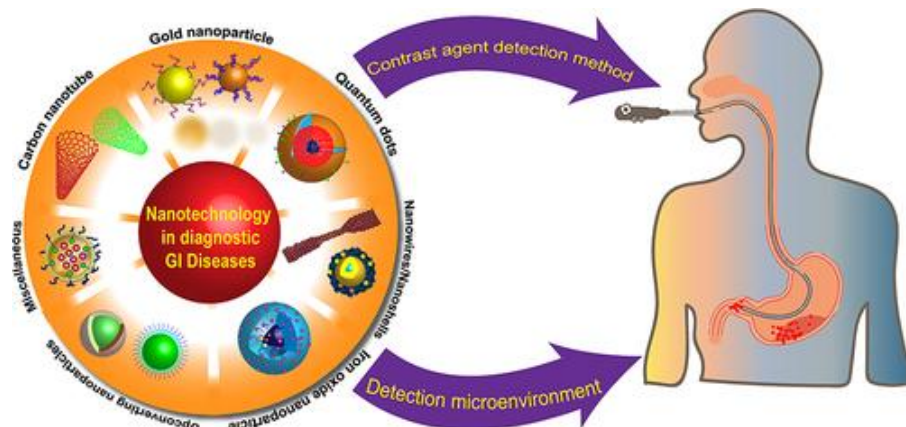 Gold nanoparticle
Quantum dots
Nanowires/Nanoshells
Iron oxide nanoparticle
Upconverting nanoparticles
Miscellaneous
Carbon nanotube
Nanotechnology
in diagnostic
GI Diseases
Contrast agent detection method
Detection microenvironment